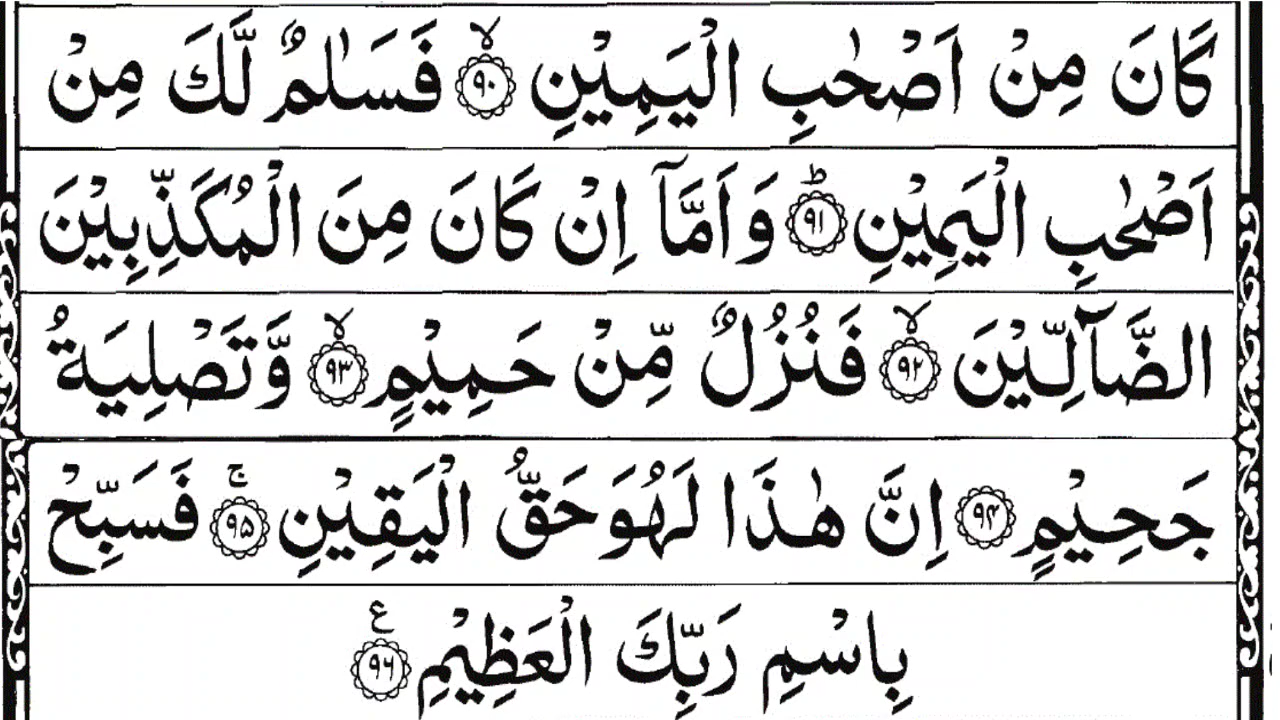 كَانَ مِنْ اَصْحٰبِ الْيَمِيْنِ ۙ﴿۹۰﴾ فَسَلٰمٌ لَّكَ مِنْ
اَصْحٰبِ الْيَمِيْنِ ؕ﴿۹۱﴾ وَاَمَّاۤ اِنْ كَانَ مِنَ الْمُكَذِّبِيْنَ
الضَّآلِّيْنَ ۙ﴿۹۲﴾ فَنُزُلٌ مِّنْ حَمِيْمٍ ۙ﴿۹۳﴾ وَّتَصْلِيَةُ
جَحِيْمٍ ﴿۹۴﴾ اِنَّ هٰذَا لَهُوَ حَقُّ الْيَقِيْنِ ۚ﴿۹۵﴾ فَسَبِّحْ
بِاسْمِ رَبِّكَ الْعَظِيْمِ ﴿۹۶﴾ ع